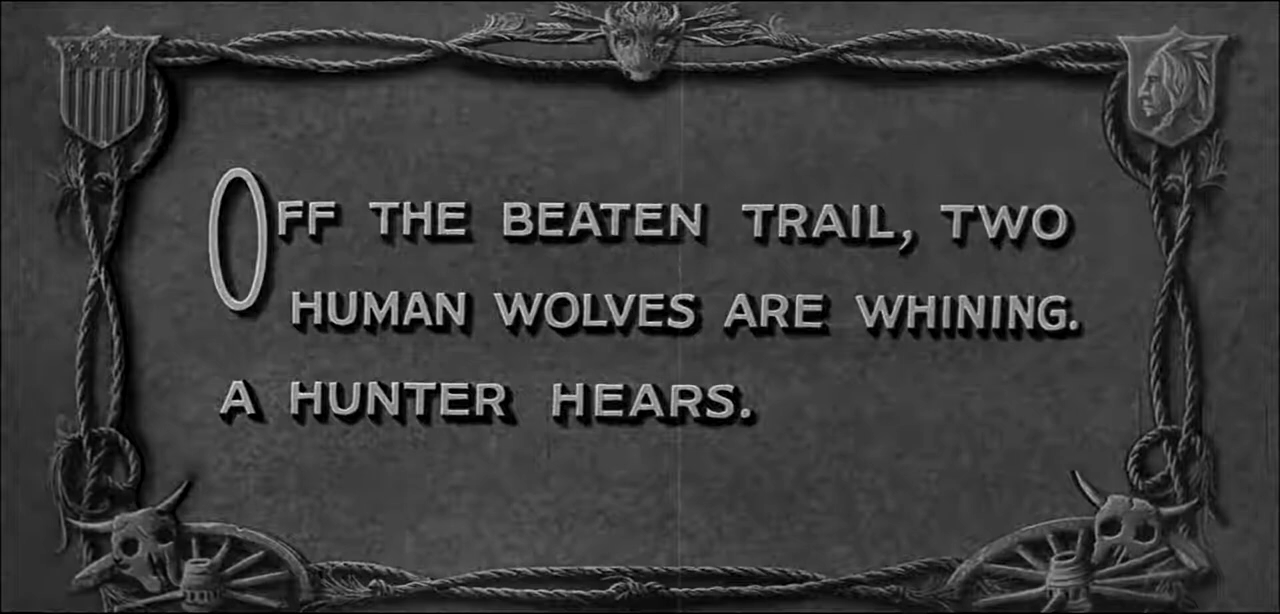 OFF THE BEATEN TRAIL, TWO
HUMAN WOLVES ARE WHINING.
A HUNTER HEARS.